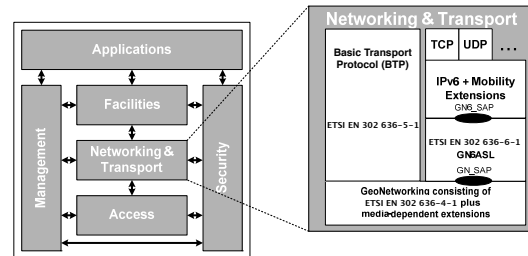 Applications
Facilities
Networking &
Transport
Access
Management
Security
Networking & Transport
Basic Transport
Protocol (BTP)
ETSI EN 302 636-5-1
TCP
UDP
...
IPv6 + Mobility
Extensions
GN6_SAP
ETSI EN 302 636-6-1
GN6ASL
GN_SAP
GeoNetworking consisting of
ETSI EN 302 636-4-1 plus
media-dependent extensions